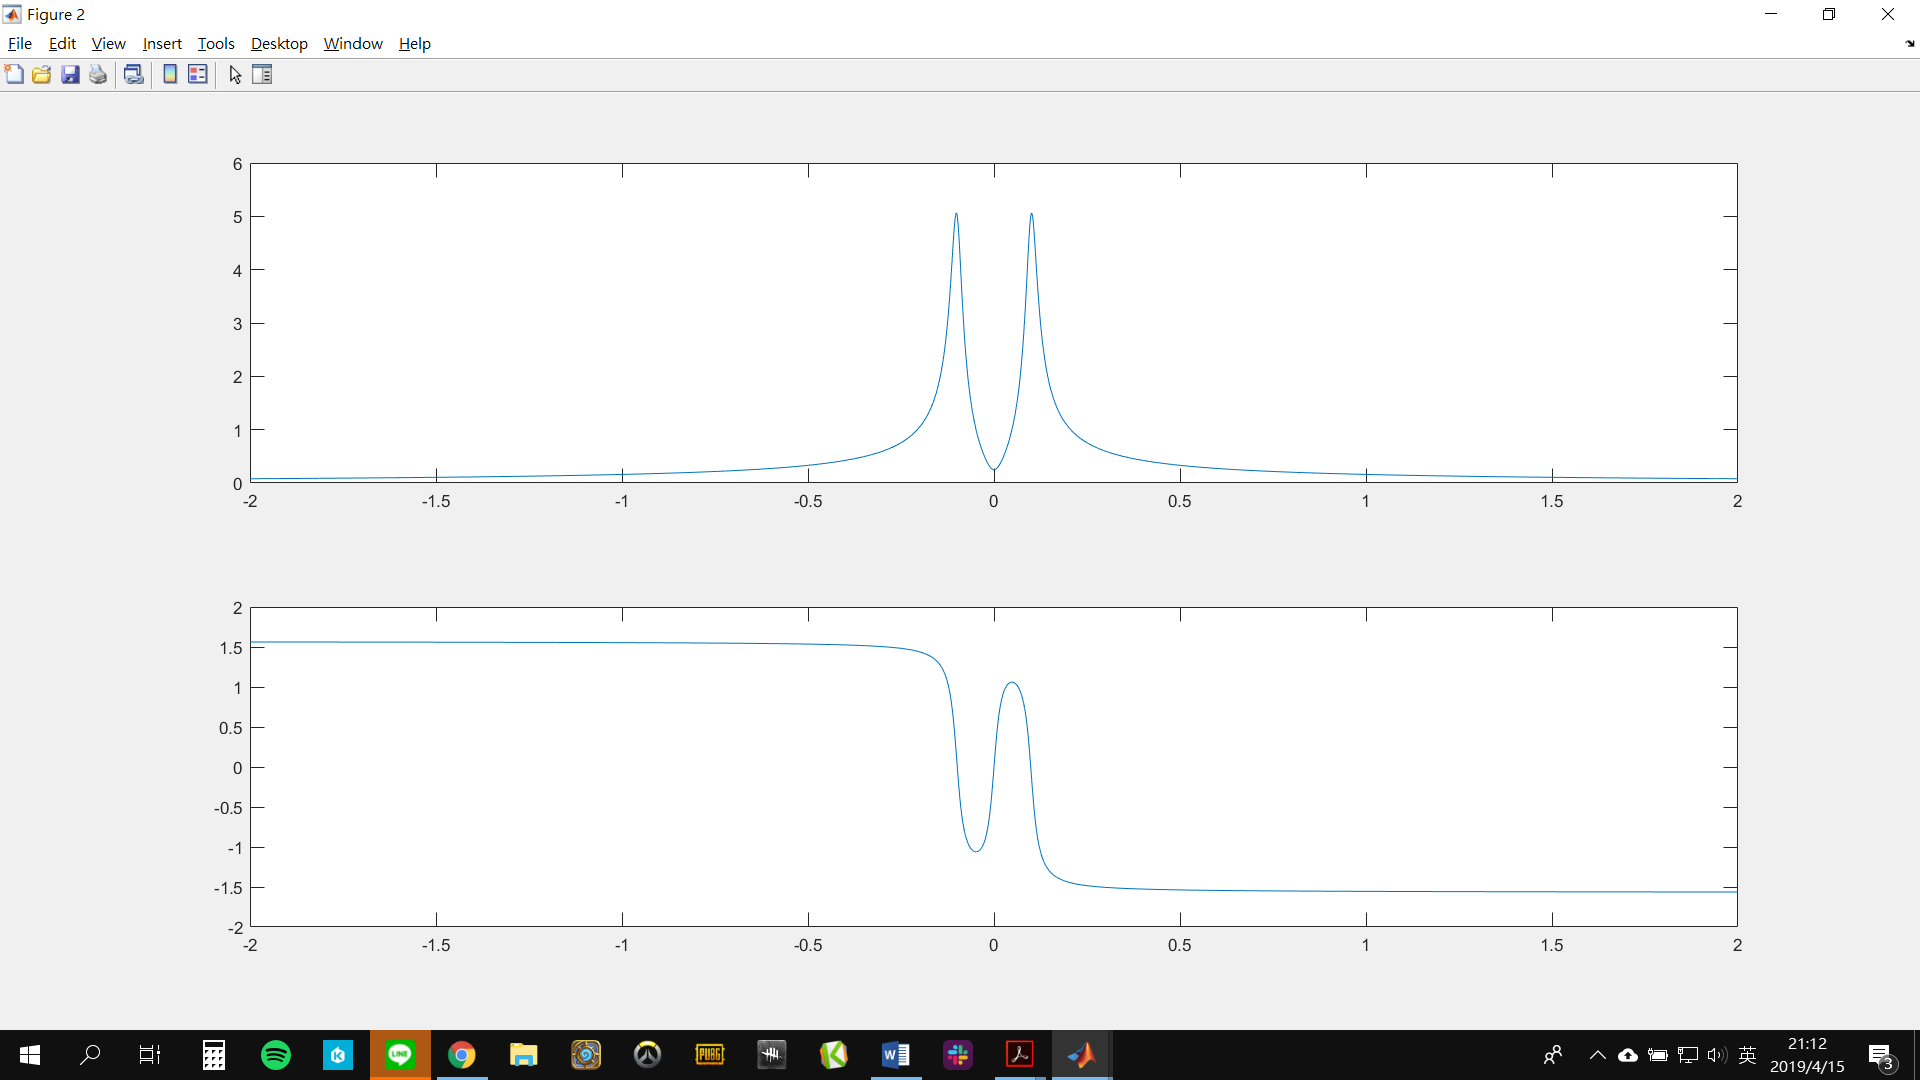 Figure 2
File Edit View Insert Tools Desktop Window Help
6
5
4
3
2
1
0
-2 -1.5 -1 -0.5 0 0.5 1 1.5 2
2
1.5
1
0.5
0
-0.5
-1
-1.5
-2
-2 -1.5 -1 -0.5 0 0.5 1 1.5 2
LINE
PUBG
W
英
21:12
2019/4/15
3